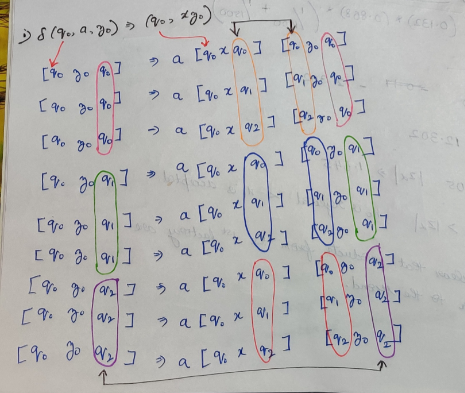 i) δ(q₀, a, z₀) ⇒ (q₀, xz₀)
[q₀ z₀ q₀] ⇒ a [q₀ x q₀] [q₀ z₀ q₀]
[q₀ z₀ q₀] ⇒ a [q₀ x q₁] [q₁ z₀ q₀]
[q₀ z₀ q₀] ⇒ a [q₀ x q₂] [q₂ z₀ q₀]
[q₀ z₀ q₁] ⇒ a [q₀ x q₀] [q₀ z₀ q₁]
[q₀ z₀ q₁] ⇒ a [q₀ x q₁] [q₁ z₀ q₁]
[q₀ z₀ q₁] ⇒ a [q₀ x q₂] [q₂ z₀ q₁]
[q₀ z₀ q₂] ⇒ a [q₀ x q₀] [q₀ z₀ q₂]
[q₀ z₀ q₂] ⇒ a [q₀ x q₁] [q₁ z₀ q₂]
[q₀ z₀ q₂] ⇒ a [q₀ x q₂] [q₂ z₀ q₂]